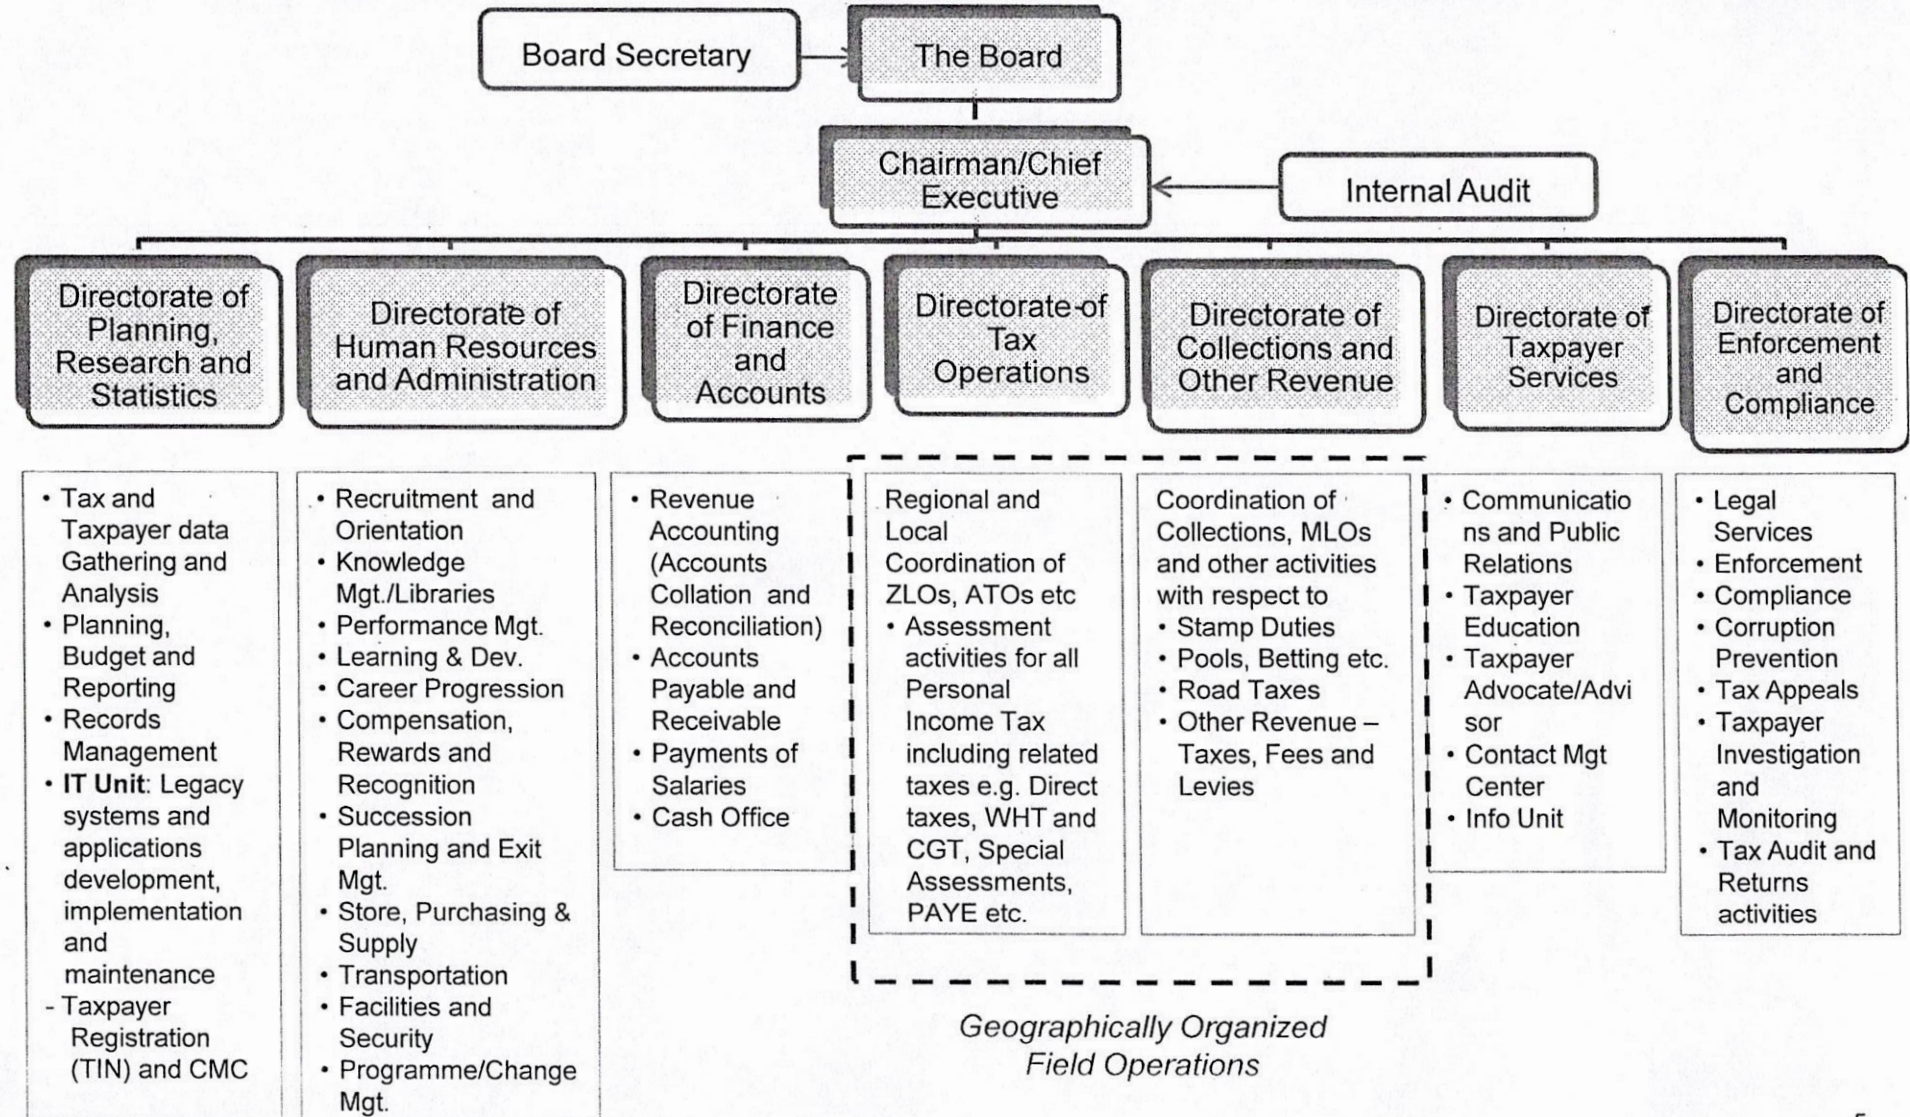 Board Secretary
The Board
Chairman/Chief
Executive
Internal Audit
Directorate of
Planning,
Research and
Statistics
Directorate of
Human Resources
and Administration
Directorate
of Finance
and
Accounts
Directorate-of
Tax
Operations
Directorate of
Collections and
Other Revenue
Directorate of
Taxpayer
Services
Directorate of
Enforcement
and
Compliance
• Tax and
Taxpayer data
Gathering and
Analysis
• Planning,
Budget and
Reporting
• Records
Management
• IT Unit: Legacy
systems and
applications
development,
implementation
and
maintenance
- Taxpayer
Registration
(TIN) and CMC
• Recruitment and
Orientation
• Knowledge
Mgt./Libraries
• Performance Mgt.
• Learning & Dev.
• Career Progression
• Compensation,
Rewards and
Recognition
• Succession
Planning and Exit
Mgt.
• Store, Purchasing &
Supply
• Transportation
• Facilities and
Security
• Programme/Change
Mgt.
• Revenue
Accounting
(Accounts
Collation and
Reconciliation)
• Accounts
Payable and
Receivable
• Payments of
Salaries
• Cash Office
Regional and
Local
Coordination of
ZLOs, ATOs etc
• Assessment
activities for all
Personal
Income Tax
including related
taxes e.g. Direct
taxes, WHT and
CGT, Special
Assessments,
PAYE etc.
Coordination of
Collections, MLOs
and other activities
with respect to
• Stamp Duties
• Pools, Betting etc.
• Road Taxes
• Other Revenue –
Taxes, Fees and
Levies
• Communicatio
ns and Public
Relations
• Taxpayer
Education
• Taxpayer
Advocate/Advi
sor
• Contact Mgt
Center
• Info Unit
• Legal
Services
• Enforcement
• Compliance
• Corruption
Prevention
• Tax Appeals
• Taxpayer
Investigation
and
Monitoring
• Tax Audit and
Returns
activities
Geographically Organized
Field Operations